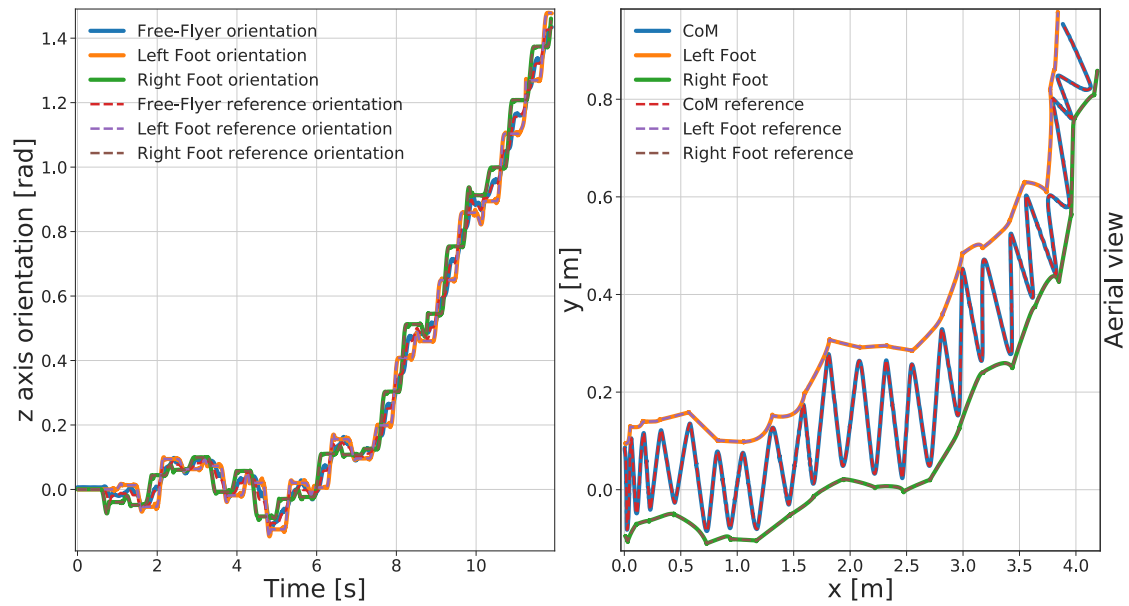 Free-Flyer orientation
Left Foot orientation
Right Foot orientation
Free-Flyer reference orientation
Left Foot reference orientation
Right Foot reference orientation
z axis orientation [rad]
1.4
1.2
1.0
0.8
0.6
0.4
0.2
0.0
0
2
4
6
8
10
Time [s]
CoM
Left Foot
Right Foot
CoM reference
Left Foot reference
Right Foot reference
y [m]
0.8
0.6
0.4
0.2
0.0
0.0
0.5
1.0
1.5
2.0
2.5
3.0
3.5
4.0
x [m]
Aerial view